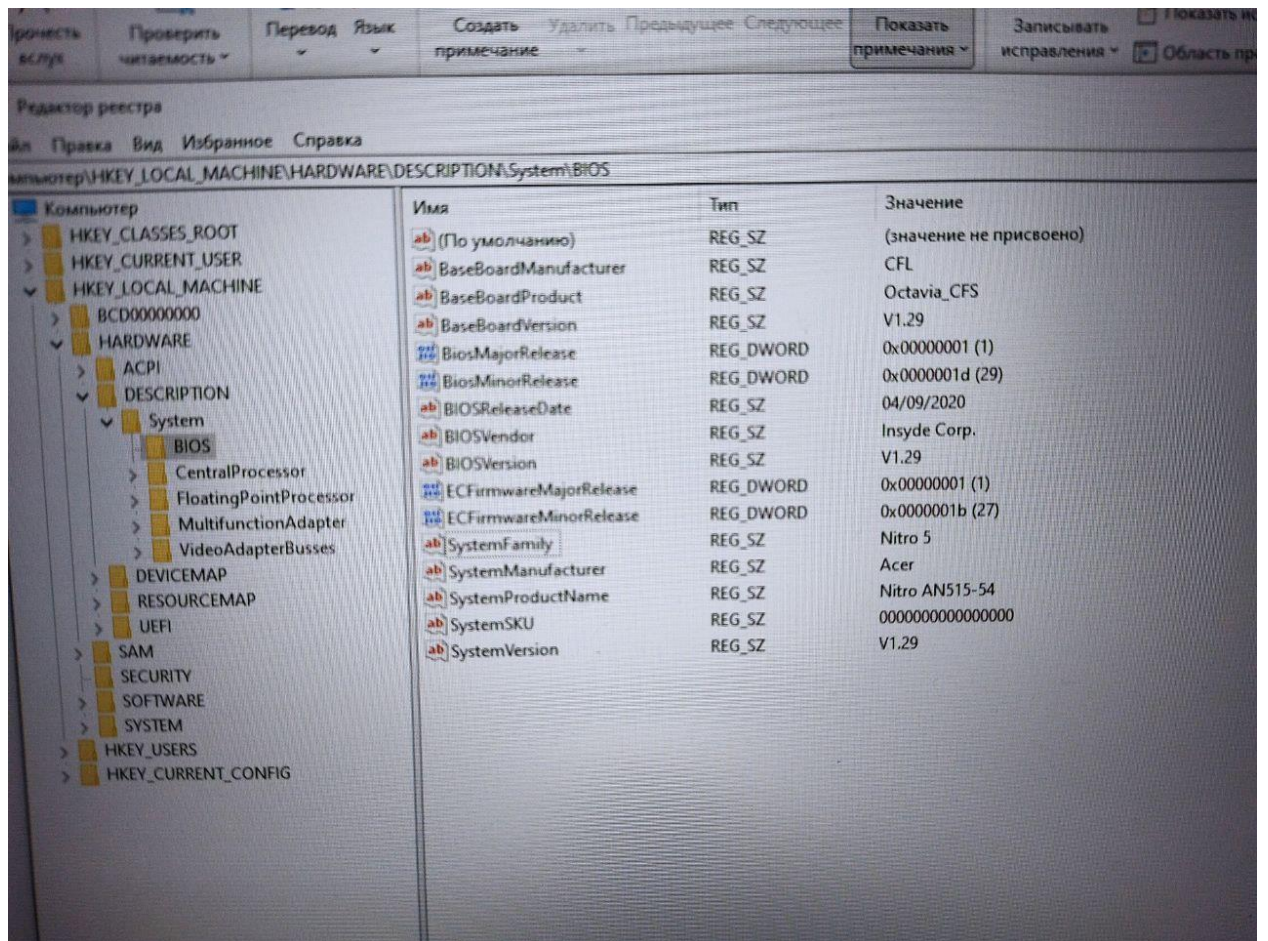 Прочесть Проверить Перевод Язык Создать Удалить Предыдущее Следующее Показать Записывать
вслух читаемость примечание примечания исправления Область
Редактор реестра
Правка Вид Избранное Справка
\HKEY_LOCAL_MACHINE\HARDWARE\DESCRIPTION\System\BIOS
Компьютер
HKEY_CLASSES_ROOT
HKEY_CURRENT_USER
HKEY_LOCAL_MACHINE
BCD00000000
HARDWARE
ACPI
DESCRIPTION
System
BIOS
CentralProcessor
FloatingPointProcessor
MultifunctionAdapter
VideoAdapterBusses
DEVICEMAP
RESOURCEMAP
UEFI
SAM
SECURITY
SOFTWARE
SYSTEM
HKEY_USERS
HKEY_CURRENT_CONFIG
Имя Тип Значение
(По умолчанию) REG_SZ (значение не присвоено)
BaseBoardManufacturer REG_SZ CFL
BaseBoardProduct REG_SZ Octavia_CFS
BaseBoardVersion REG_SZ V1.29
BiosMajorRelease REG_DWORD 0x00000001 (1)
BiosMinorRelease REG_DWORD 0x0000001d (29)
BIOSReleaseDate REG_SZ 04/09/2020
BIOSVendor REG_SZ Insyde Corp.
BIOSVersion REG_SZ V1.29
ECFirmwareMajorRelease REG_DWORD 0x00000001 (1)
ECFirmwareMinorRelease REG_DWORD 0x0000001b (27)
SystemFamily REG_SZ Nitro 5
SystemManufacturer REG_SZ Acer
SystemProductName REG_SZ Nitro AN515-54
SystemSKU REG_SZ 0000000000000000
SystemVersion REG_SZ V1.29